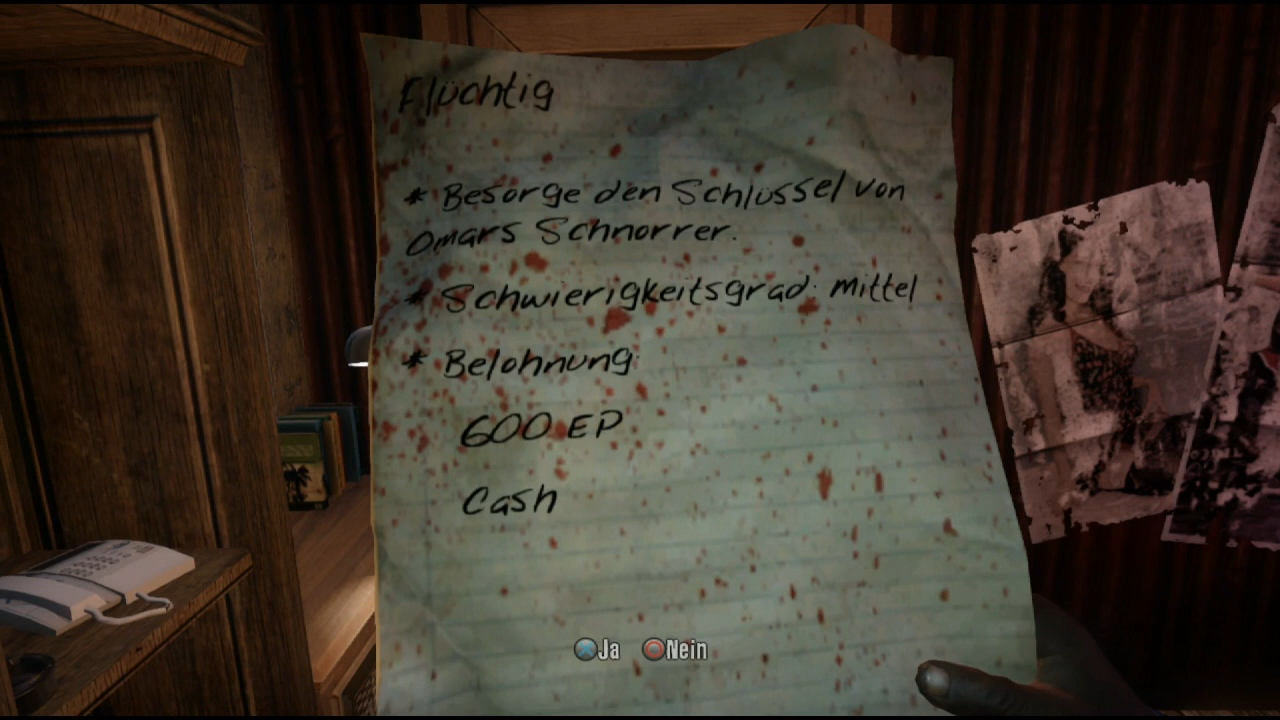 Flüchtig
* Besorge den Schlüssel von
Omars Schnorrer.
* Schwierigkeitsgrad: mittel
* Belohnung:
600 EP
Cash
Ja Nein